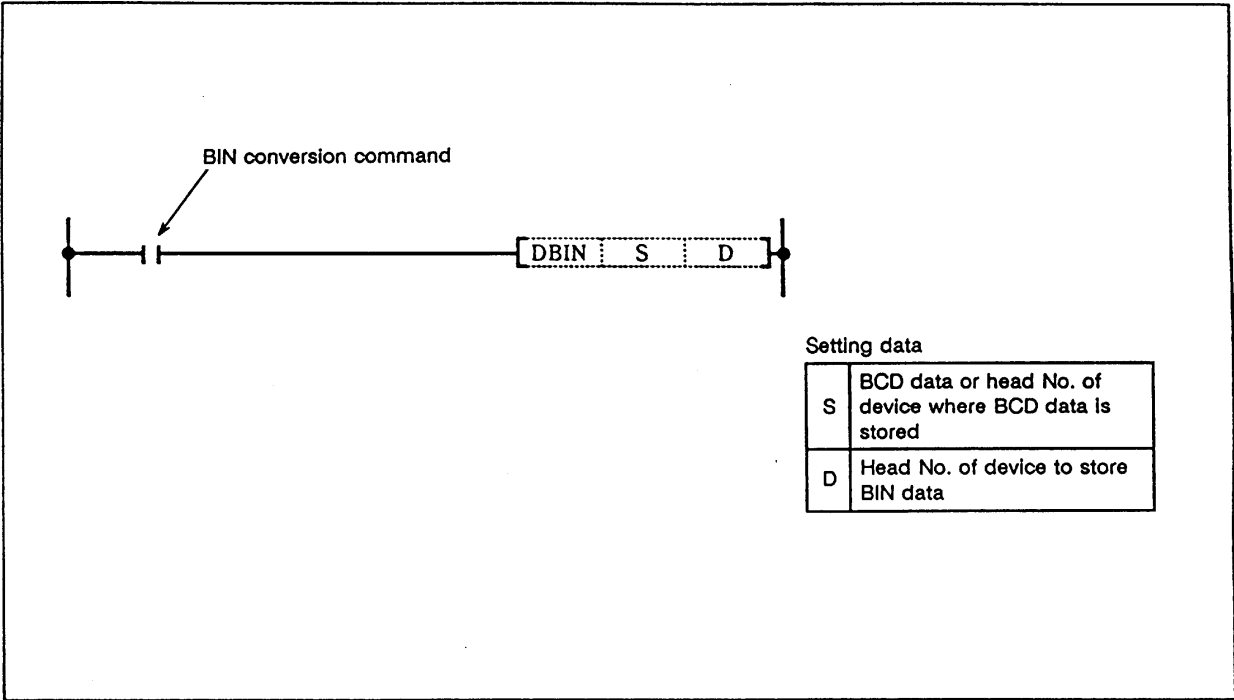 BIN conversion command
DBIN S D
Setting data
S BCD data or head No. of
device where BCD data is
stored
D Head No. of device to store
BIN data